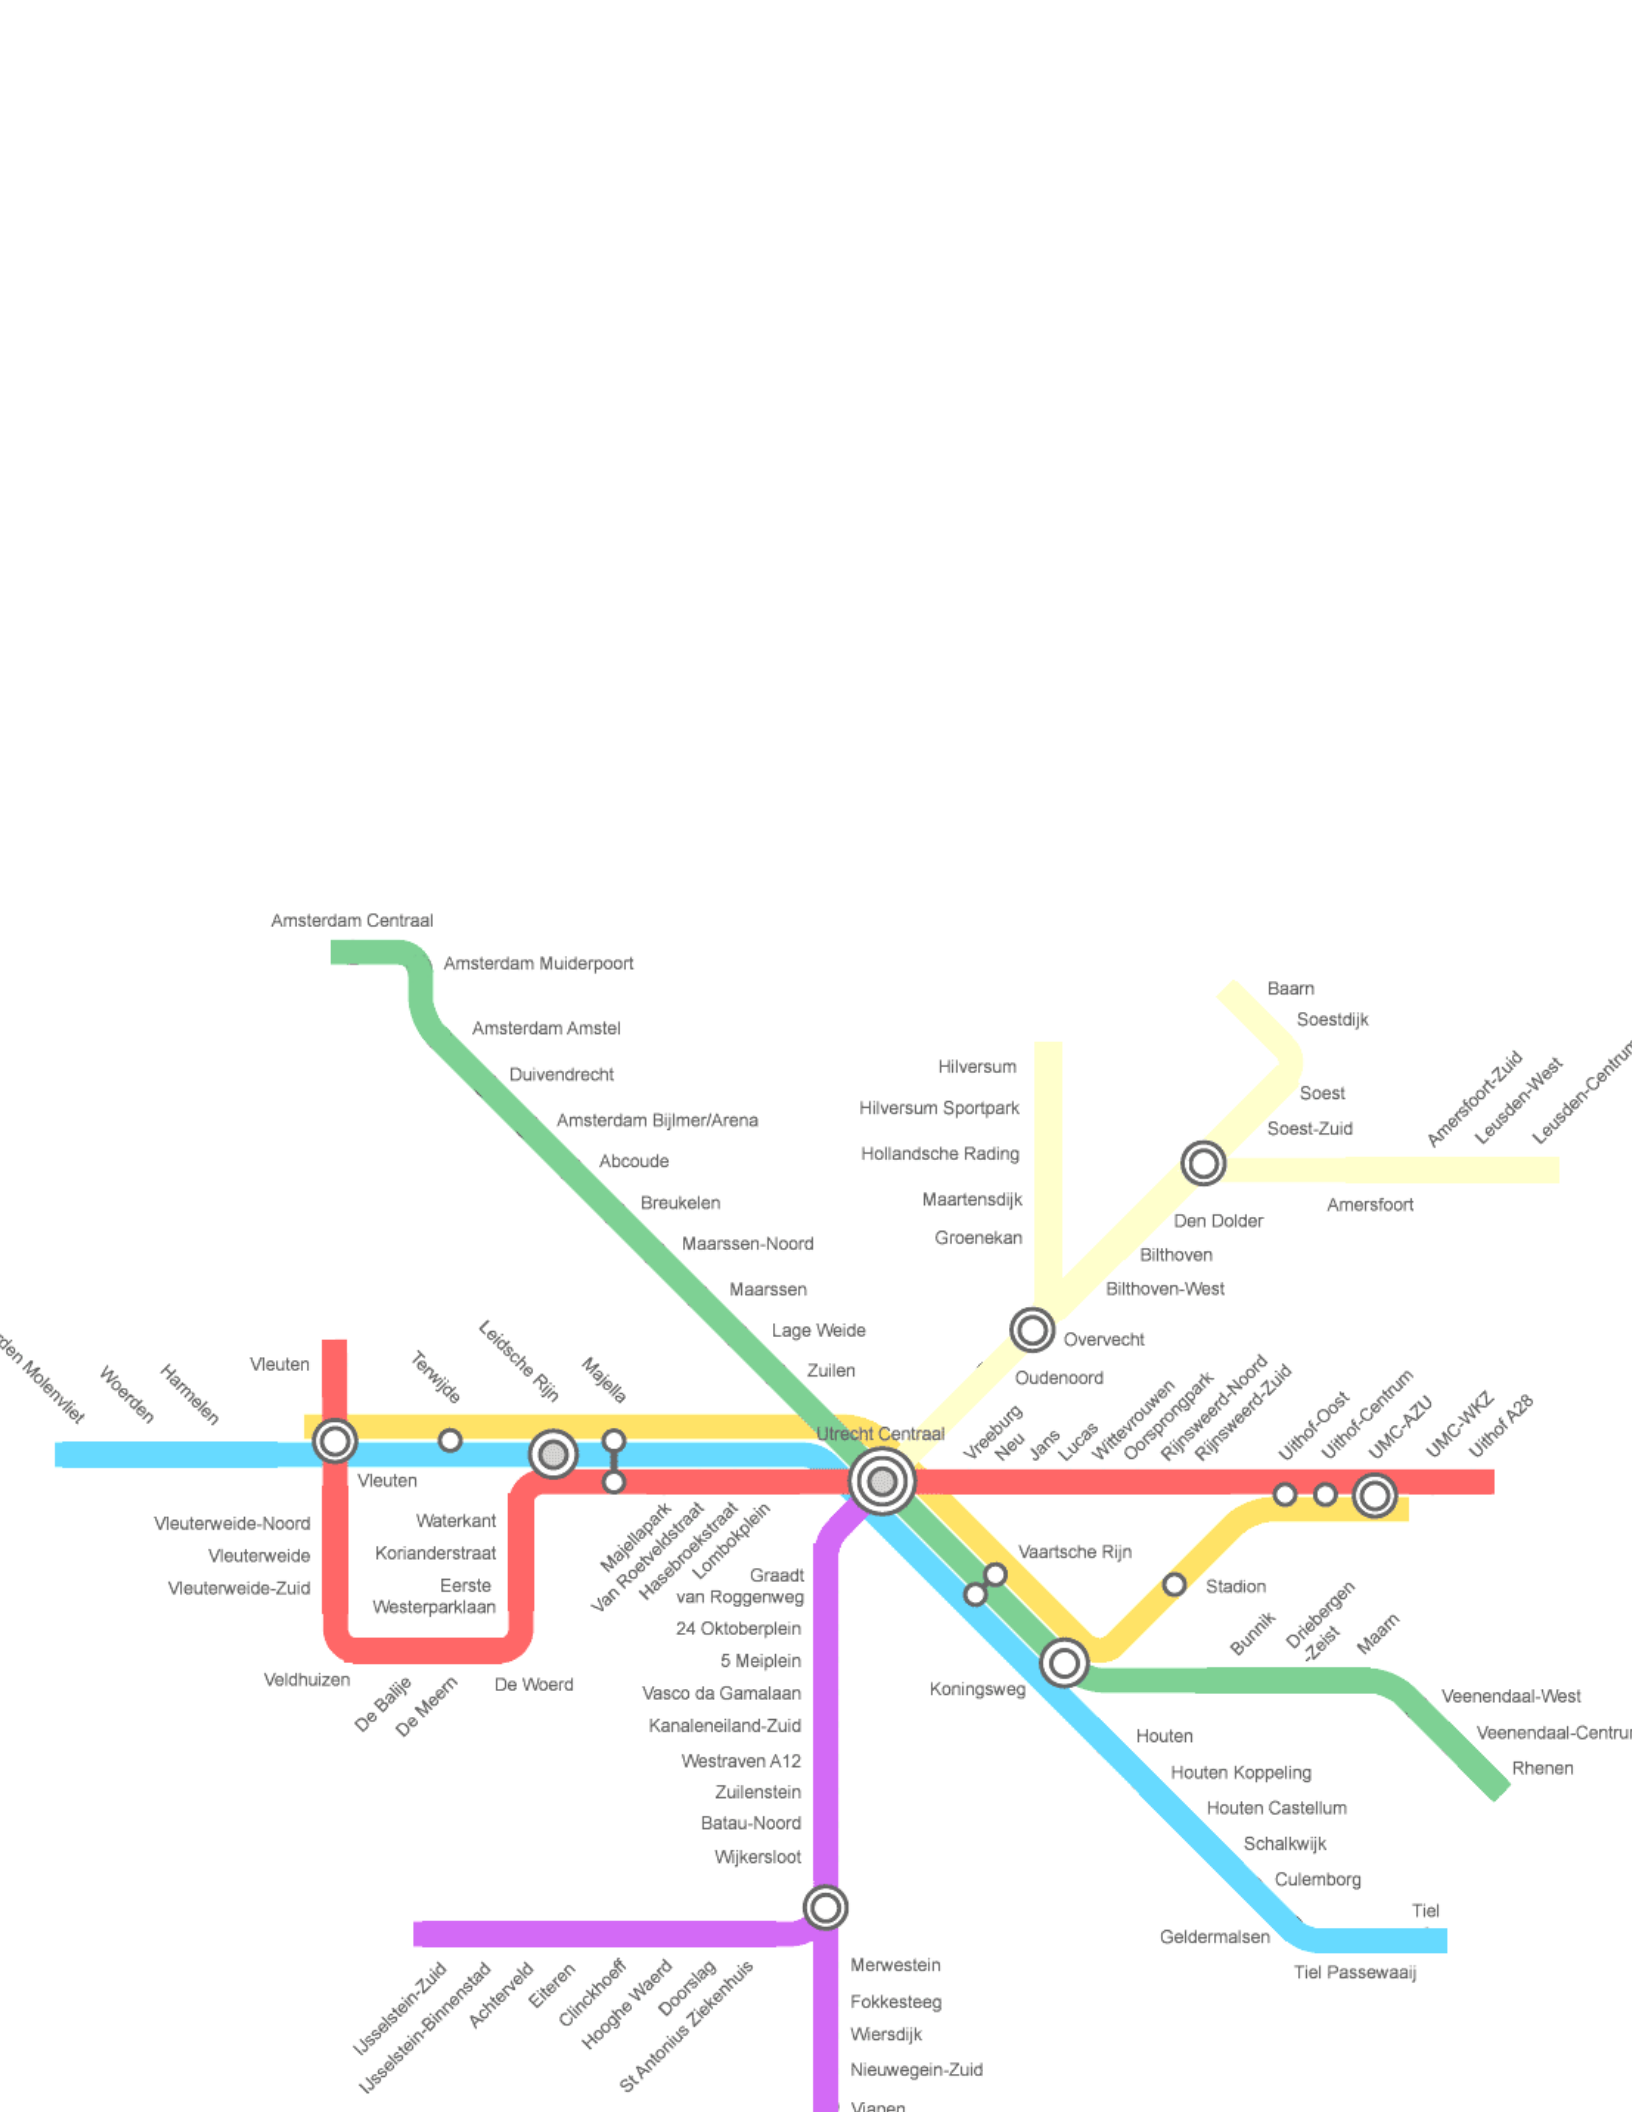 Amsterdam Centraal
Amsterdam Muiderpoort
Amsterdam Amstel
Duivendrecht
Amsterdam Bijlmer/Arena
Abcoude
Breukelen
Maarssen-Noord
Maarssen
Lage Weide
Zuilen
Baarn
Soestdijk
Soest
Soest-Zuid
Hilversum
Hilversum Sportpark
Hollandsche Rading
Maartensdijk
Groenekan
Amersfoort-Zuid
Leusden-West
Leusden-Centrum
Amersfoort
Den Dolder
Bilthoven
Bilthoven-West
Overvecht
Oudenoord
Molenvliet
Woerden
Harmelen
Vleuten
Terwijde
Leidsche Rijn
Majella
Utrecht Centraal
Vreeburg
Neu
Jans
Lucas
Wittevrouwen
Oorsprongpark
Rijnsweerd-Noord
Rijnsweerd-Zuid
Uithof-Oost
Uithof-Centrum
UMC-AZU
UMC-WKZ
Uithof A28
Vleuten
Vleuterweide-Noord
Vleuterweide
Vleuterweide-Zuid
Waterkant
Korianderstraat
Eerste
Westerparklaan
Veldhuizen
De Balije
De Meern
De Woerd
Majellapark
Van Roetveldstraat
Hasebroekstraat
Lombokplein
Graadt
van Roggenweg
24 Oktoberplein
5 Meiplein
Vasco da Gamalaan
Kanaleneiland-Zuid
Westraven A12
Zuilenstein
Batau-Noord
Wijkersloot
Vaartsche Rijn
Stadion
Koningsweg
Bunnik
Driebergen
-Zeist
Maarn
Veenendaal-West
Veenendaal-Centru
Rhenen
Houten
Houten Koppeling
Houten Castellum
Schalkwijk
Culemborg
Geldermalsen
Tiel
Tiel Passewaaij
IJsselstein-Zuid
IJsselstein-Binnenstad
Achterveld
Eiteren
Clinckhoeff
Hooghe Waerd
Doorslag
St Antonius Ziekenhuis
Merwestein
Fokkesteeg
Wiersdijk
Nieuwegein-Zuid